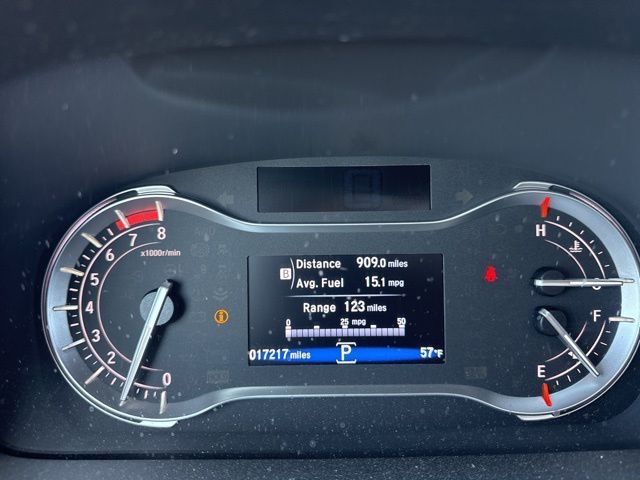 0
8
7
6
5
4
3
2
1
0
x1000r/min
B
Distance 909.0 miles
Avg. Fuel 15.1 mpg
Range 123 miles
0 25 mpg 50
017217 miles P 57°F
H
C
F
E